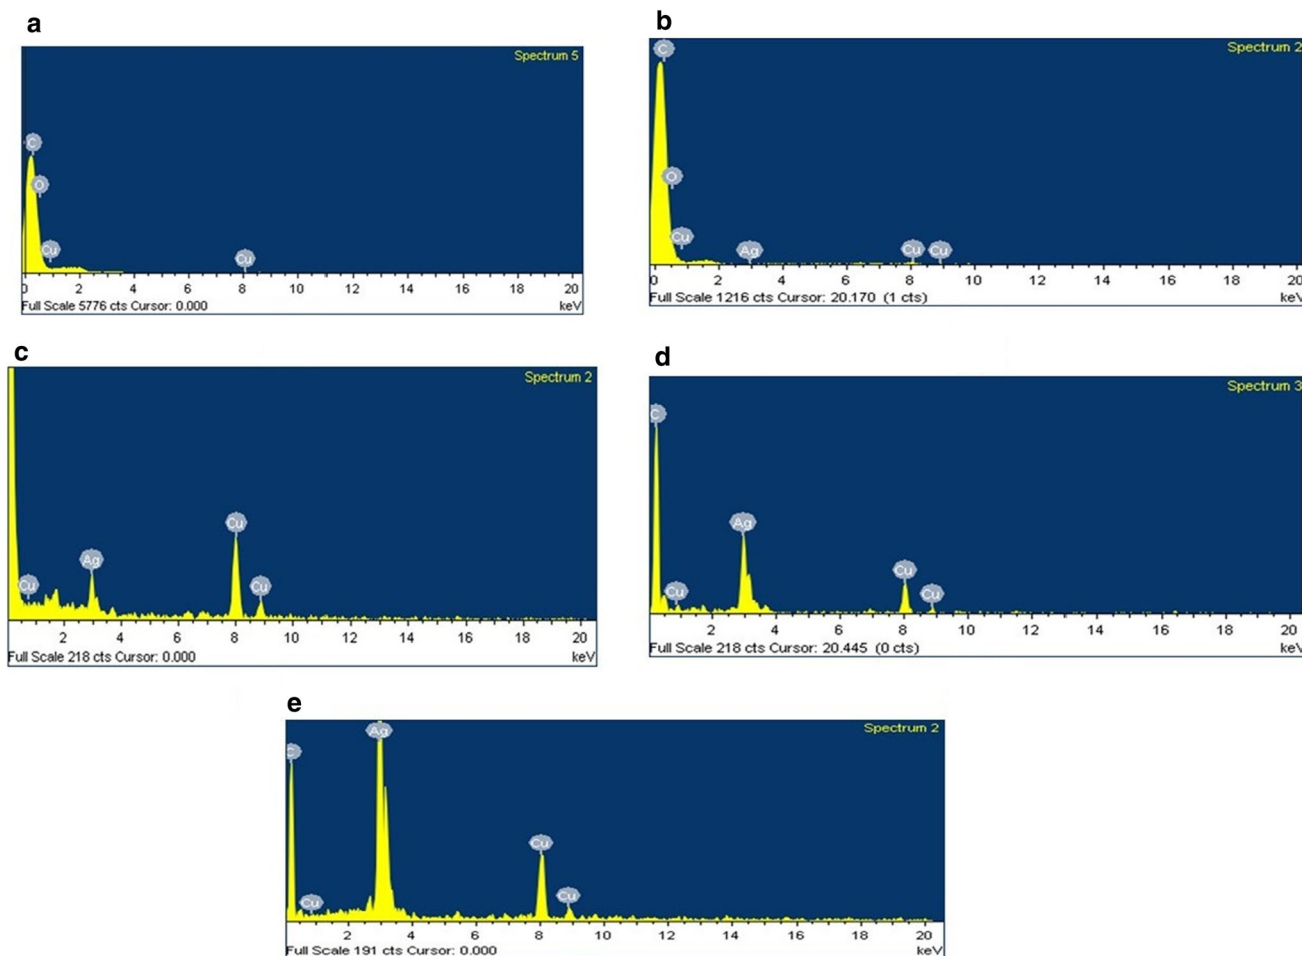 a
Spectrum 5
C
O
Cu
Cu
0 2 4 6 8 10 12 14 16 18 20
Full Scale 5776 cts Cursor: 0.000 keV
b
Spectrum 2
C
O
Cu
Ag
Cu Cu
0 2 4 6 8 10 12 14 16 18 20
Full Scale 1216 cts Cursor: 20.170 (1 cts) keV
c
Spectrum 2
Cu
Ag
Cu
Cu
2 4 6 8 10 12 14 16 18 20
Full Scale 218 cts Cursor: 0.000 keV
d
Spectrum 3
C
Ag
Cu
Cu
Cu
2 4 6 8 10 12 14 16 18 20
Full Scale 218 cts Cursor: 20.445 (0 cts) keV
e
Spectrum 2
Ag
C
Cu
Cu
Cu
2 4 6 8 10 12 14 16 18 20
Full Scale 191 cts Cursor: 0.000 keV